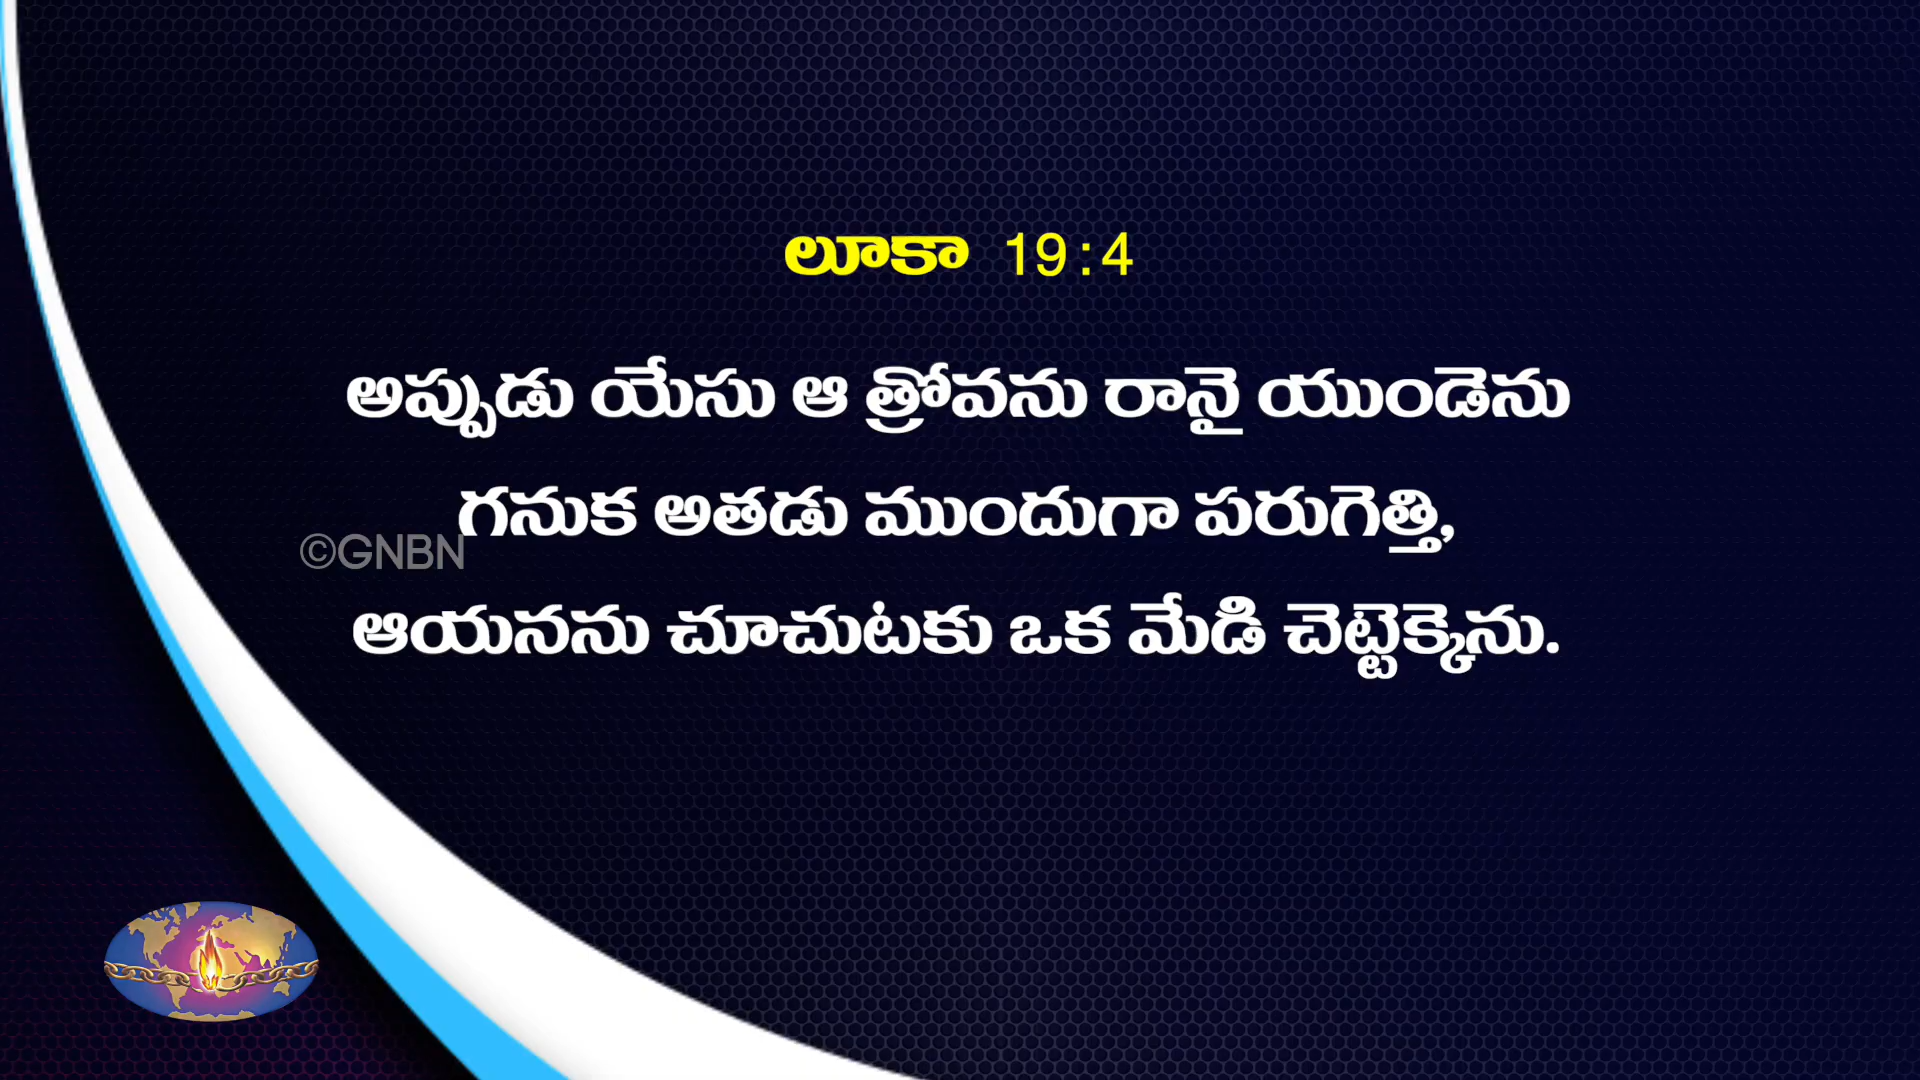 లూకా 19:4
అప్పుడు యేసు ఆ త్రోవను రానై యుండెను
గనుక అతడు ముందుగా పరుగెత్తి,
©GNBN
ఆయనను చూచుటకు ఒక మేడి చెట్టెక్కెను.